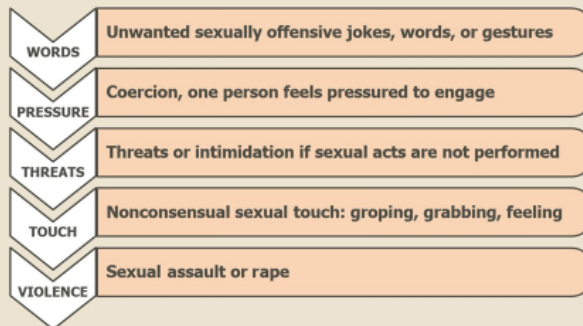 WORDS
Unwanted sexually offensive jokes, words, or gestures
PRESSURE
Coercion, one person feels pressured to engage
THREATS
Threats or intimidation if sexual acts are not performed
TOUCH
Nonconsensual sexual touch: groping, grabbing, feeling
VIOLENCE
Sexual assault or rape